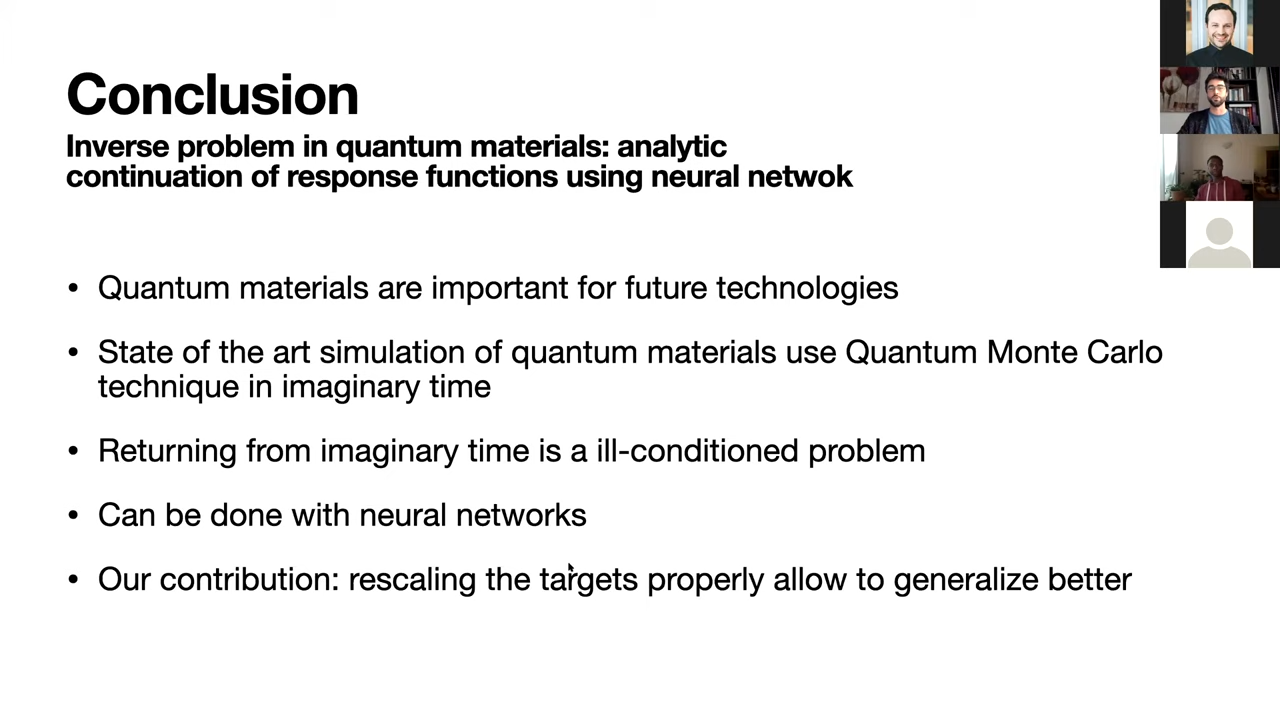 Conclusion
Inverse problem in quantum materials: analytic
continuation of response functions using neural netwok
• Quantum materials are important for future technologies
• State of the art simulation of quantum materials use Quantum Monte Carlo
technique in imaginary time
• Returning from imaginary time is a ill-conditioned problem
• Can be done with neural networks
• Our contribution: rescaling the targets properly allow to generalize better